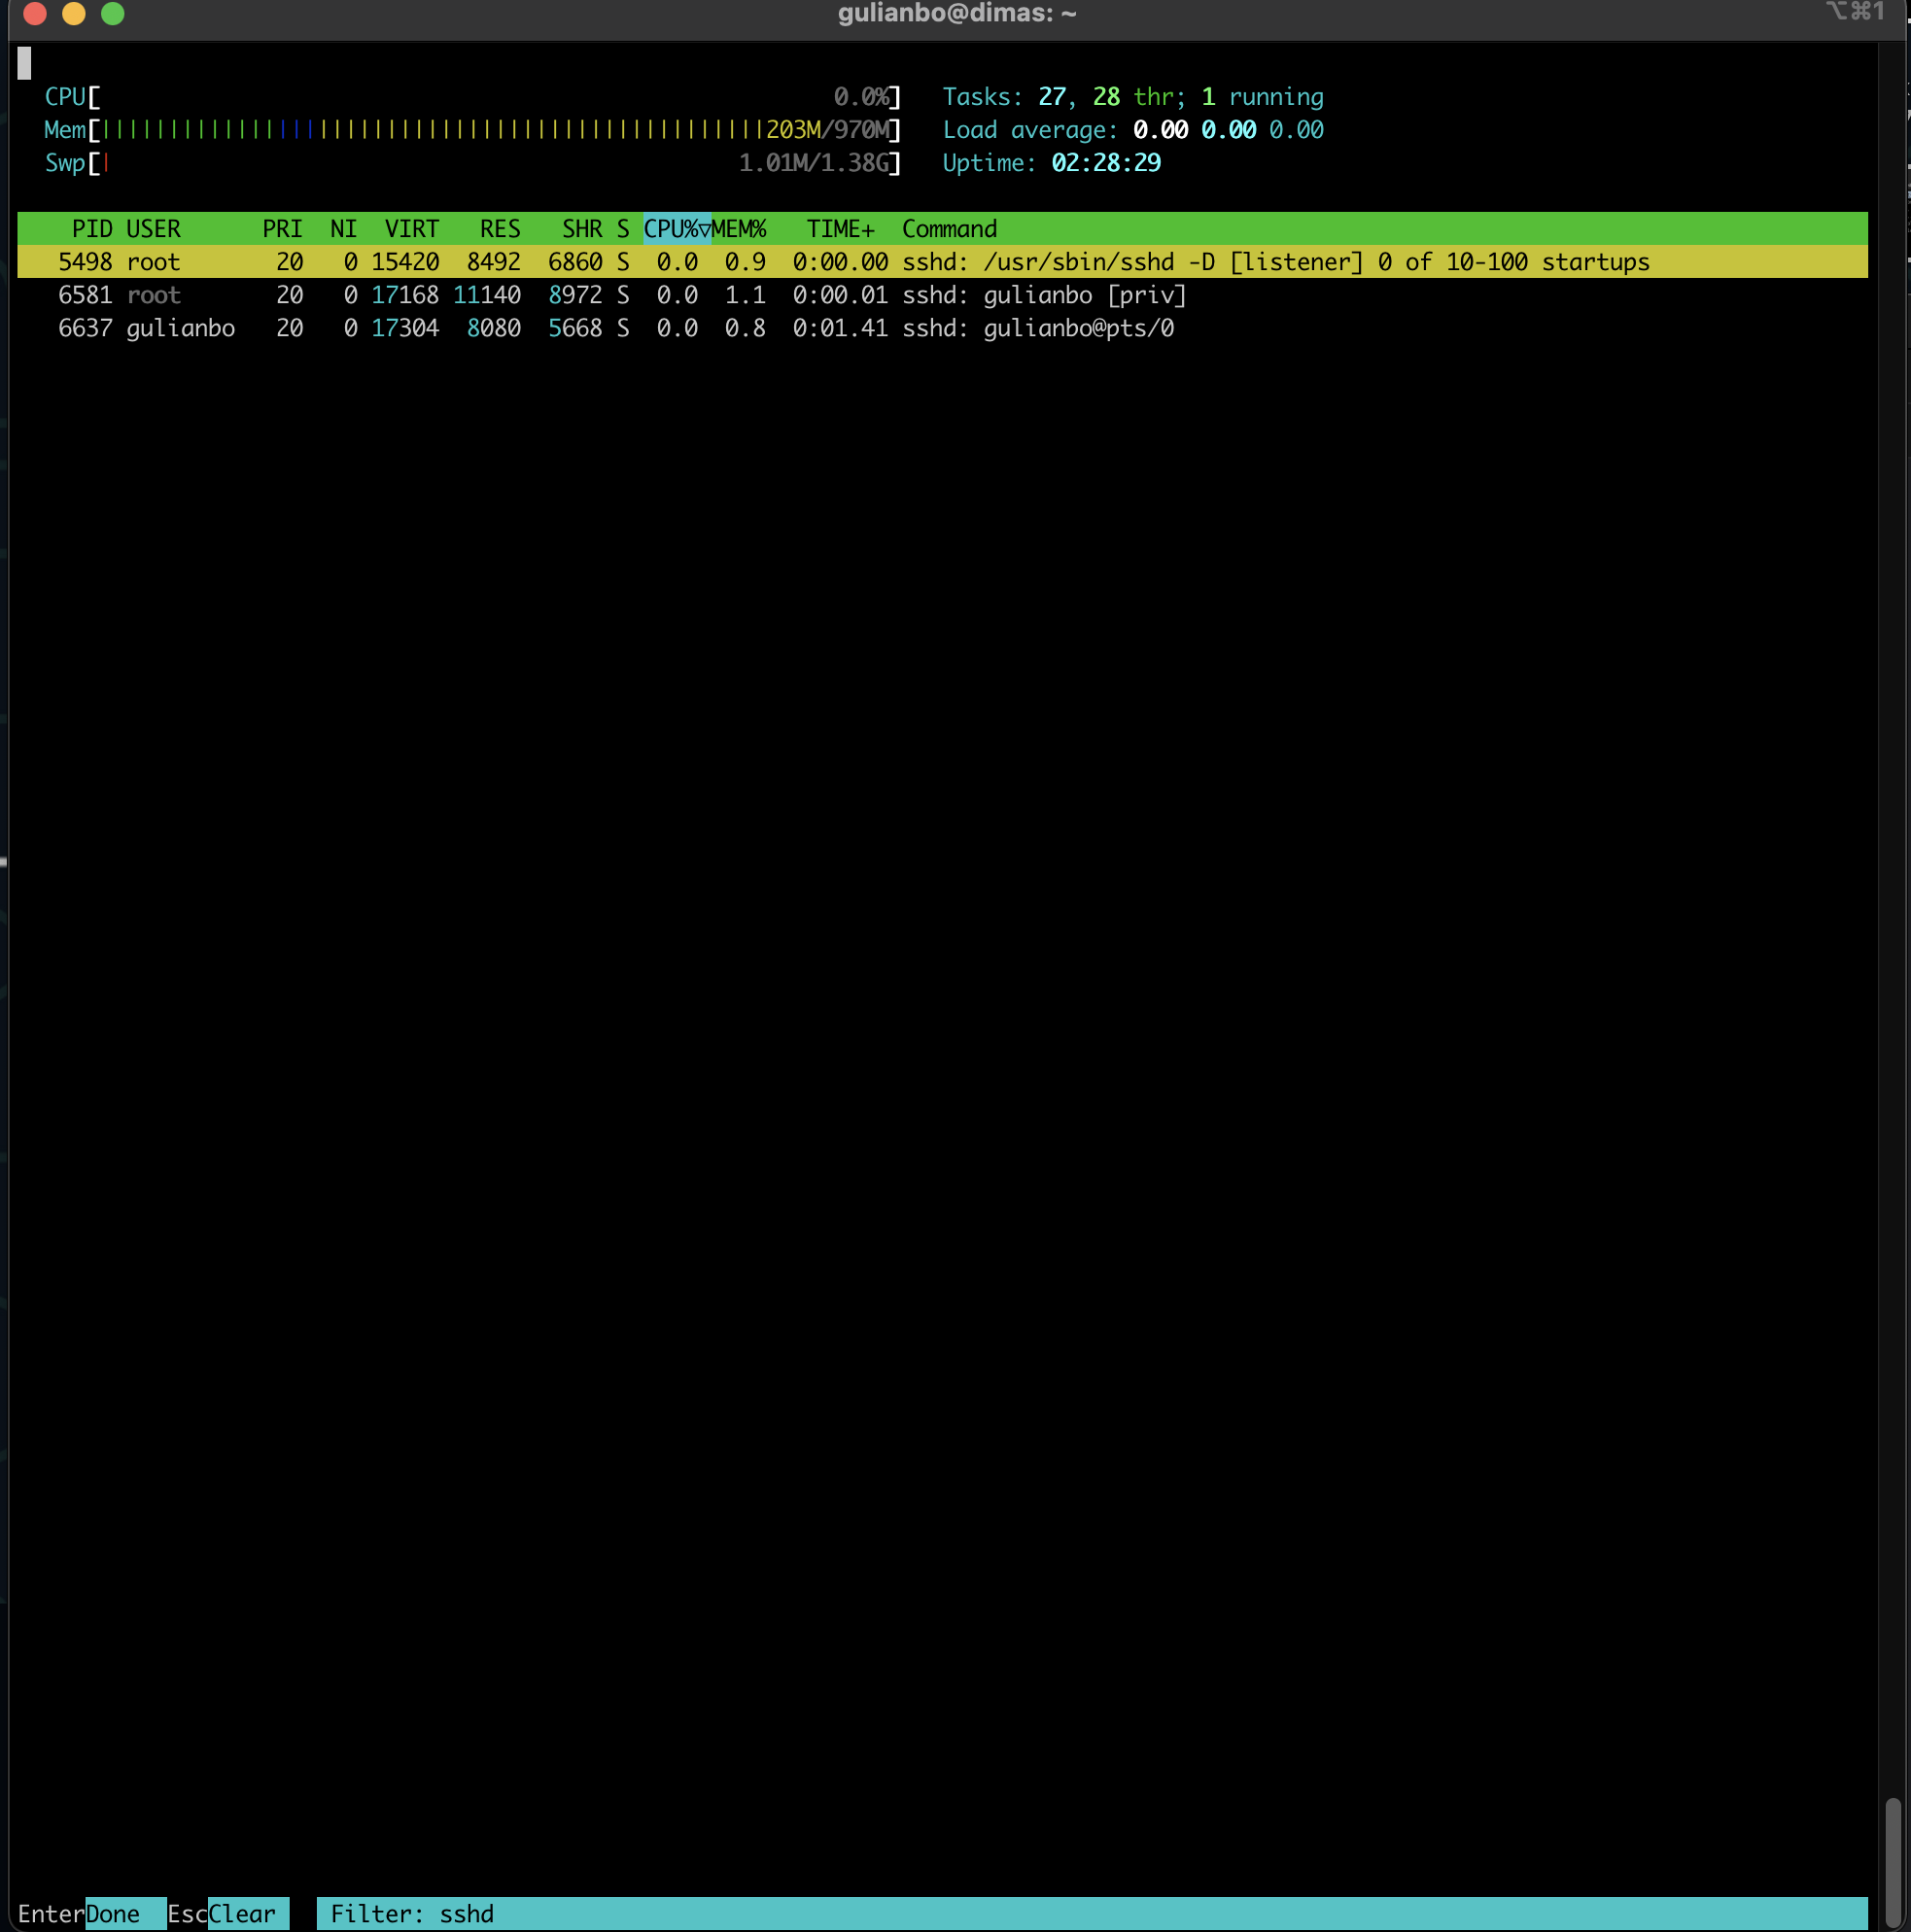 gulianbo@dimas: ~ ⌥⌘1
CPU[ 0.0%] Tasks: 27, 28 thr; 1 running
Mem[|||||||||||||||||||||||||||||||||||||||||||||||||203M/970M] Load average: 0.00 0.00 0.00
Swp[| 1.01M/1.38G] Uptime: 02:28:29
PID USER PRI NI VIRT RES SHR S CPU%▽MEM% TIME+ Command
5498 root 20 0 15420 8492 6860 S 0.0 0.9 0:00.00 sshd: /usr/sbin/sshd -D [listener] 0 of 10-100 startups
6581 root 20 0 17168 11140 8972 S 0.0 1.1 0:00.01 sshd: gulianbo [priv]
6637 gulianbo 20 0 17304 8080 5668 S 0.0 0.8 0:01.41 sshd: gulianbo@pts/0
EnterDone EscClear Filter: sshd